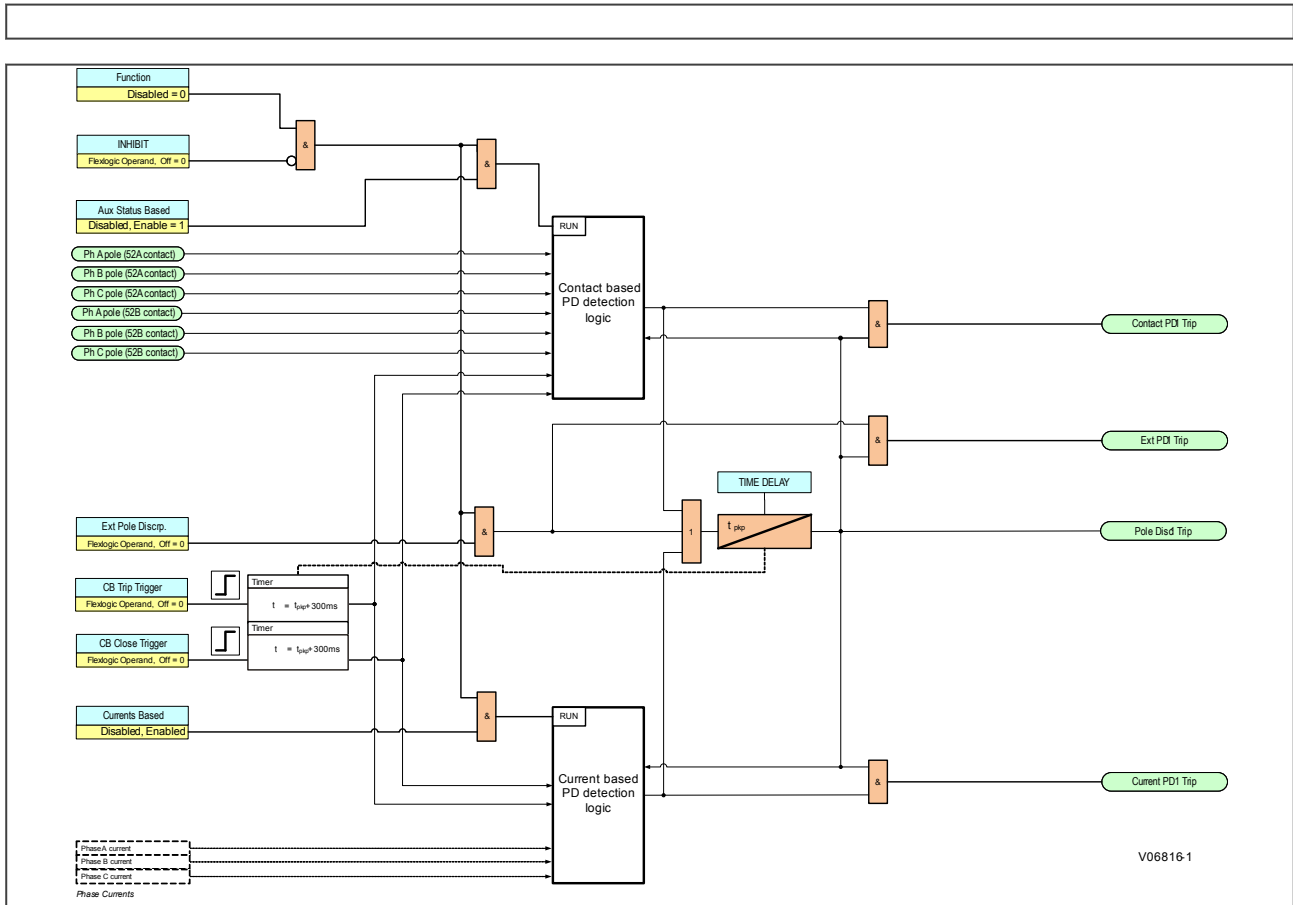 Function
Disabled = 0
INHIBIT
Flexlogic Operand, Off = 0
Aux Status Based
Disabled, Enable = 1
Ph A pole (52A contact)
Ph B pole (52A contact)
Ph C pole (52A contact)
Ph A pole (52B contact)
Ph B pole (52B contact)
Ph C pole (52B contact)
&
&
RUN
Contact based
PD detection
logic
&
Contact PD1 Trip
&
Ext PD1 Trip
TIME DELAY
Ext Pole Discrp.
Flexlogic Operand, Off = 0
&
1
t pkp
Pole Disc1 Trip
CB Trip Trigger
Flexlogic Operand, Off = 0
Timer
t = tpkp+300ms
CB Close Trigger
Flexlogic Operand, Off = 0
Timer
t = tpkp+300ms
Currents Based
Disabled, Enabled
&
RUN
Current based
PD detection
logic
&
Current PD1 Trip
Phase A current
Phase B current
Phase C current
Phase Currents
V06816-1